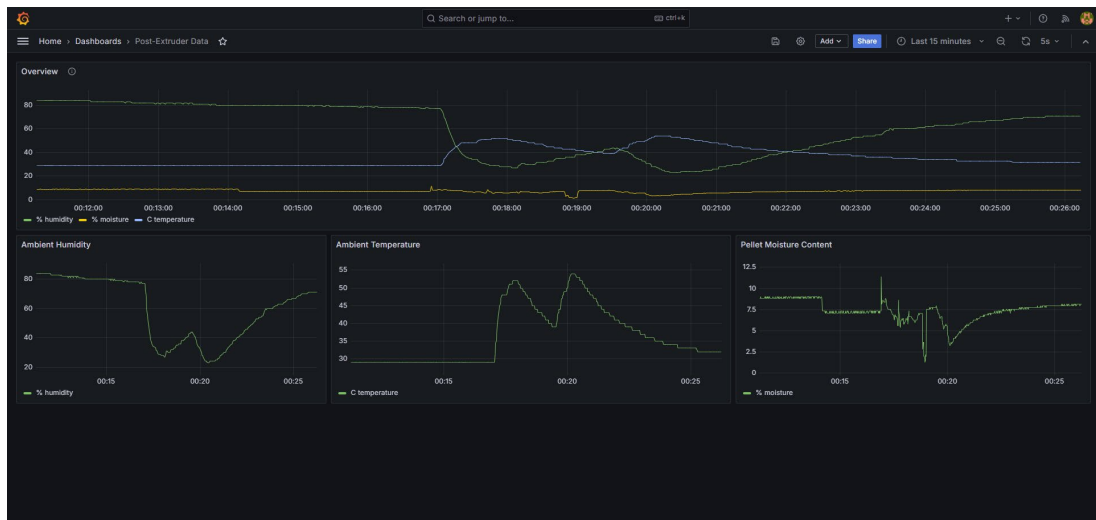 Search or jump to... ctrl+k
Home › Dashboards › Post-Extruder Data Add Share Last 15 minutes 5s
Overview
80
60
40
20
0
00:12:00 00:13:00 00:14:00 00:15:00 00:16:00 00:17:00 00:18:00 00:19:00 00:20:00 00:21:00 00:22:00 00:23:00 00:24:00 00:25:00 00:26:00
% humidity % moisture C temperature
Ambient Humidity
80
60
40
20
00:15 00:20 00:25
% humidity
Ambient Temperature
55
50
45
40
35
30
00:15 00:20 00:25
C temperature
Pellet Moisture Content
12.5
10
7.5
5
2.5
0
00:15 00:20 00:25
% moisture